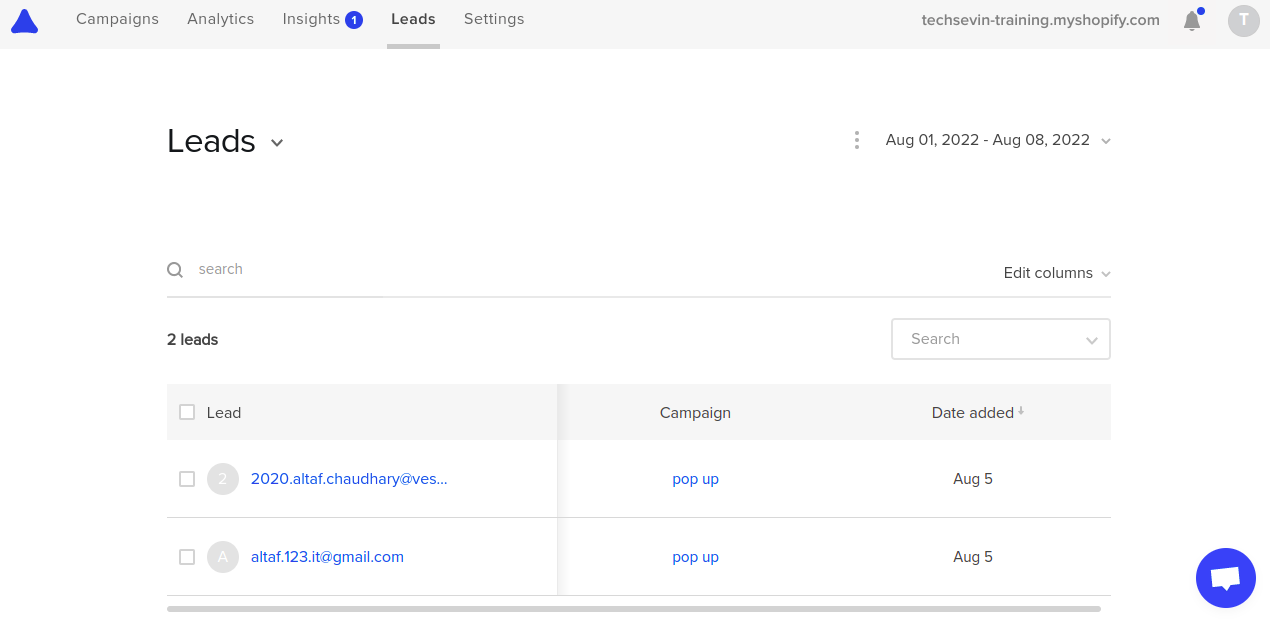 Campaigns Analytics Insights 1 Leads Settings techsevin-training.myshopify.com T
Leads Aug 01, 2022 - Aug 08, 2022
search Edit columns
2 leads Search
Lead Campaign Date added
2 2020.altaf.chaudhary@ves... pop up Aug 5
A altaf.123.it@gmail.com pop up Aug 5